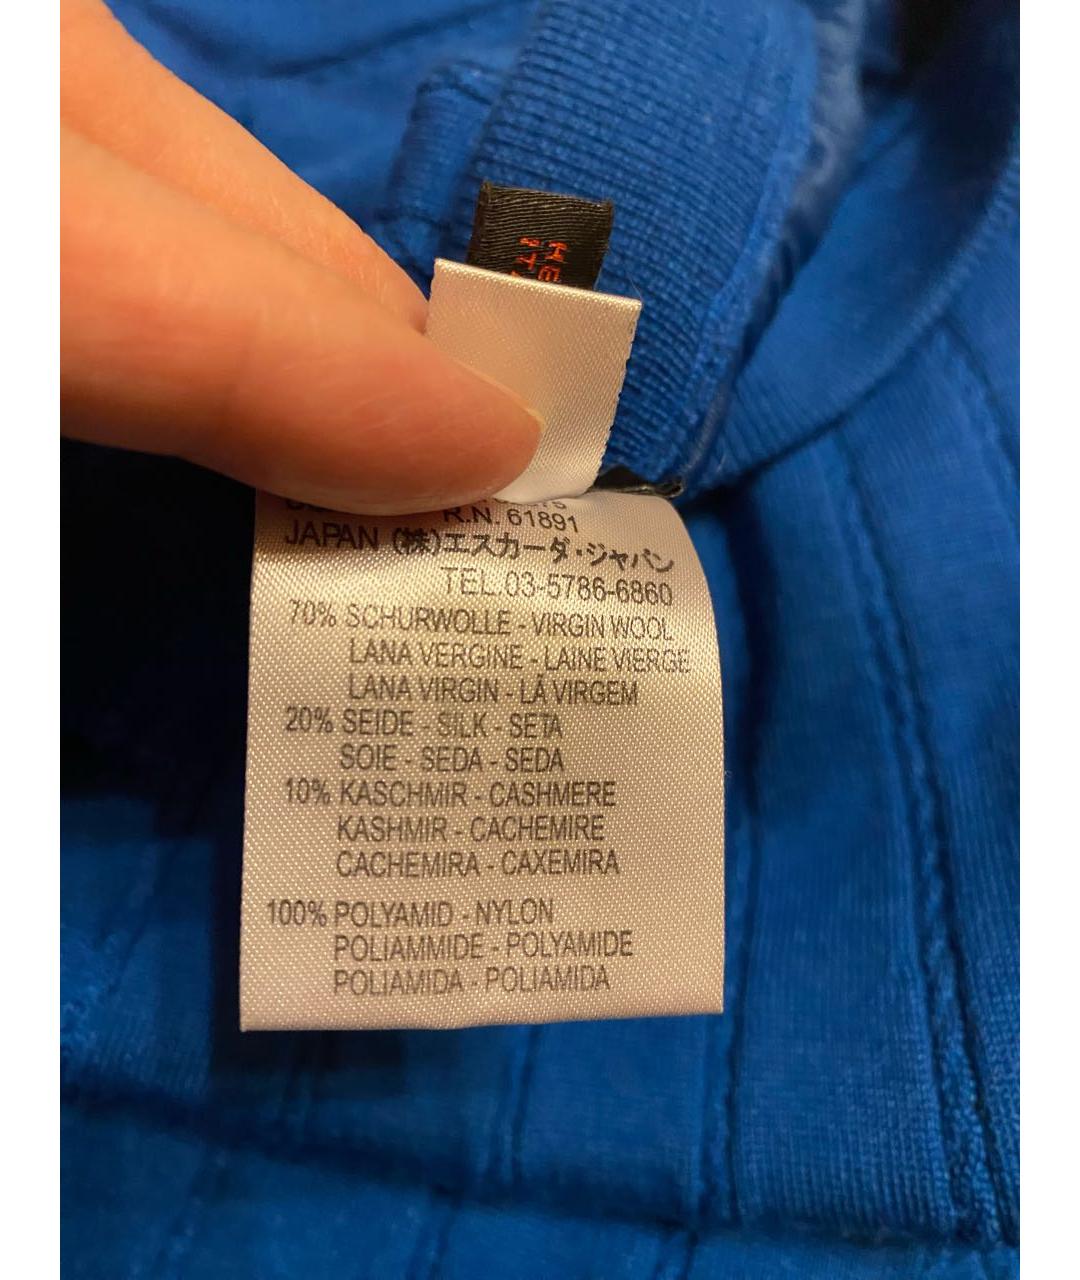 R.N. 61891
JAPAN (株)エスカーダ・ジャパン
TEL.03-5786-6860
70% SCHURWOLLE - VIRGIN WOOL
LANA VERGINE - LAINE VIERGE
LANA VIRGIN - LÃ VIRGEM
20% SEIDE - SILK - SETA
SOIE - SEDA - SEDA
10% KASCHMIR - CASHMERE
KASHMIR - CACHEMIRE
CACHEMIRA - CAXEMIRA
100% POLYAMID - NYLON
POLIAMMIDE - POLYAMIDE
POLIAMIDA - POLIAMIDA